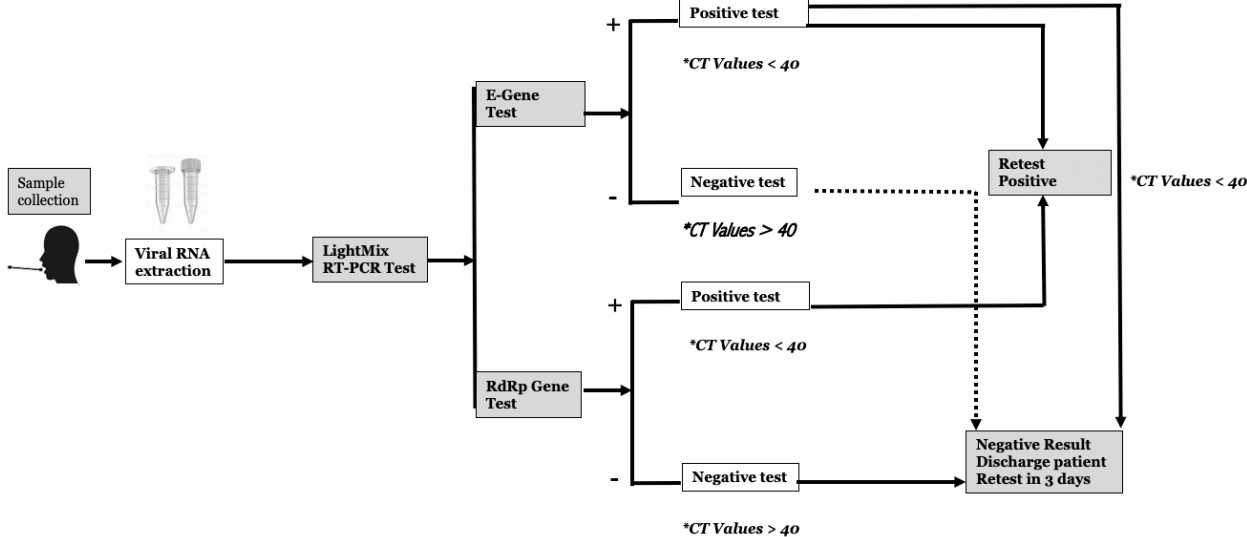 Sample
collection
Viral RNA
extraction
LightMix
RT-PCR Test
E-Gene
Test
RdRp Gene
Test
+
Positive test
*CT Values < 40
-
Negative test
*CT Values > 40
+
Positive test
*CT Values < 40
-
Negative test
*CT Values > 40
Retest
Positive
*CT Values < 40
Negative Result
Discharge patient
Retest in 3 days